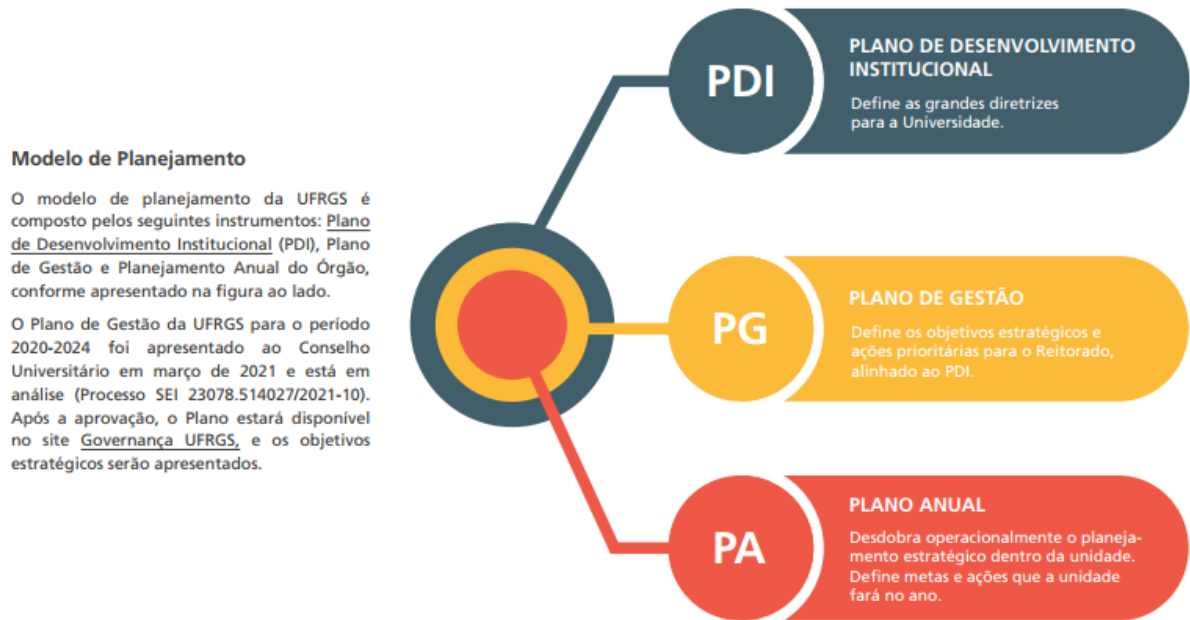 Modelo de Planejamento
O modelo de planejamento da UFRGS é
composto pelos seguintes instrumentos: Plano
de Desenvolvimento Institucional (PDI), Plano
de Gestão e Planejamento Anual do Órgão,
conforme apresentado na figura ao lado.
O Plano de Gestão da UFRGS para o período
2020-2024 foi apresentado ao Conselho
Universitário em março de 2021 e está em
análise (Processo SEI 23078.514027/2021-10).
Após a aprovação, o Plano estará disponível
no site Governança UFRGS, e os objetivos
estratégicos serão apresentados.
PDI
PLANO DE DESENVOLVIMENTO
INSTITUCIONAL
Define as grandes diretrizes
para a Universidade.
PG
PLANO DE GESTÃO
Define os objetivos estratégicos e
ações prioritárias para o Reitorado,
alinhado ao PDI.
PA
PLANO ANUAL
Desdobra operacionalmente o planeja-
mento estratégico dentro da unidade.
Define metas e ações que a unidade
fará no ano.